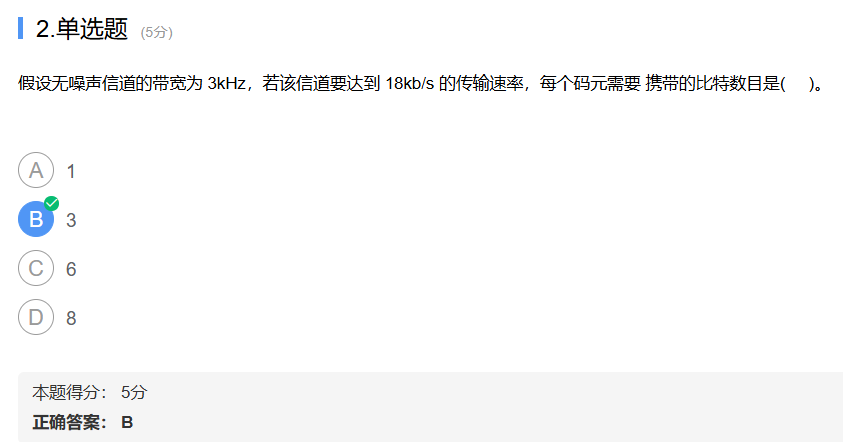 2.单选题 (5分)
假设无噪声信道的带宽为 3kHz，若该信道要达到 18kb/s 的传输速率，每个码元需要 携带的比特数目是( )。
A 1
B 3
C 6
D 8
本题得分： 5分
正确答案： B